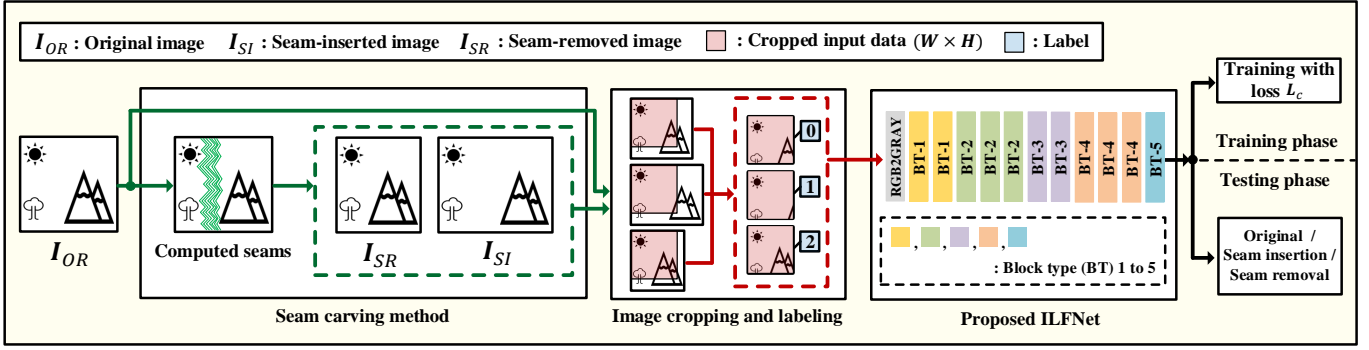 I_OR : Original image I_SI : Seam-inserted image I_SR : Seam-removed image : Cropped input data (W × H) : Label
I_OR
Computed seams
I_SR
I_SI
Seam carving method
0
1
2
Image cropping and labeling
RGB2GRAY
BT-1
BT-1
BT-2
BT-2
BT-2
BT-3
BT-3
BT-4
BT-4
BT-4
BT-5
, , , ,
: Block type (BT) 1 to 5
Proposed ILFNet
Training with
loss L_c
Training phase
Testing phase
Original /
Seam insertion /
Seam removal